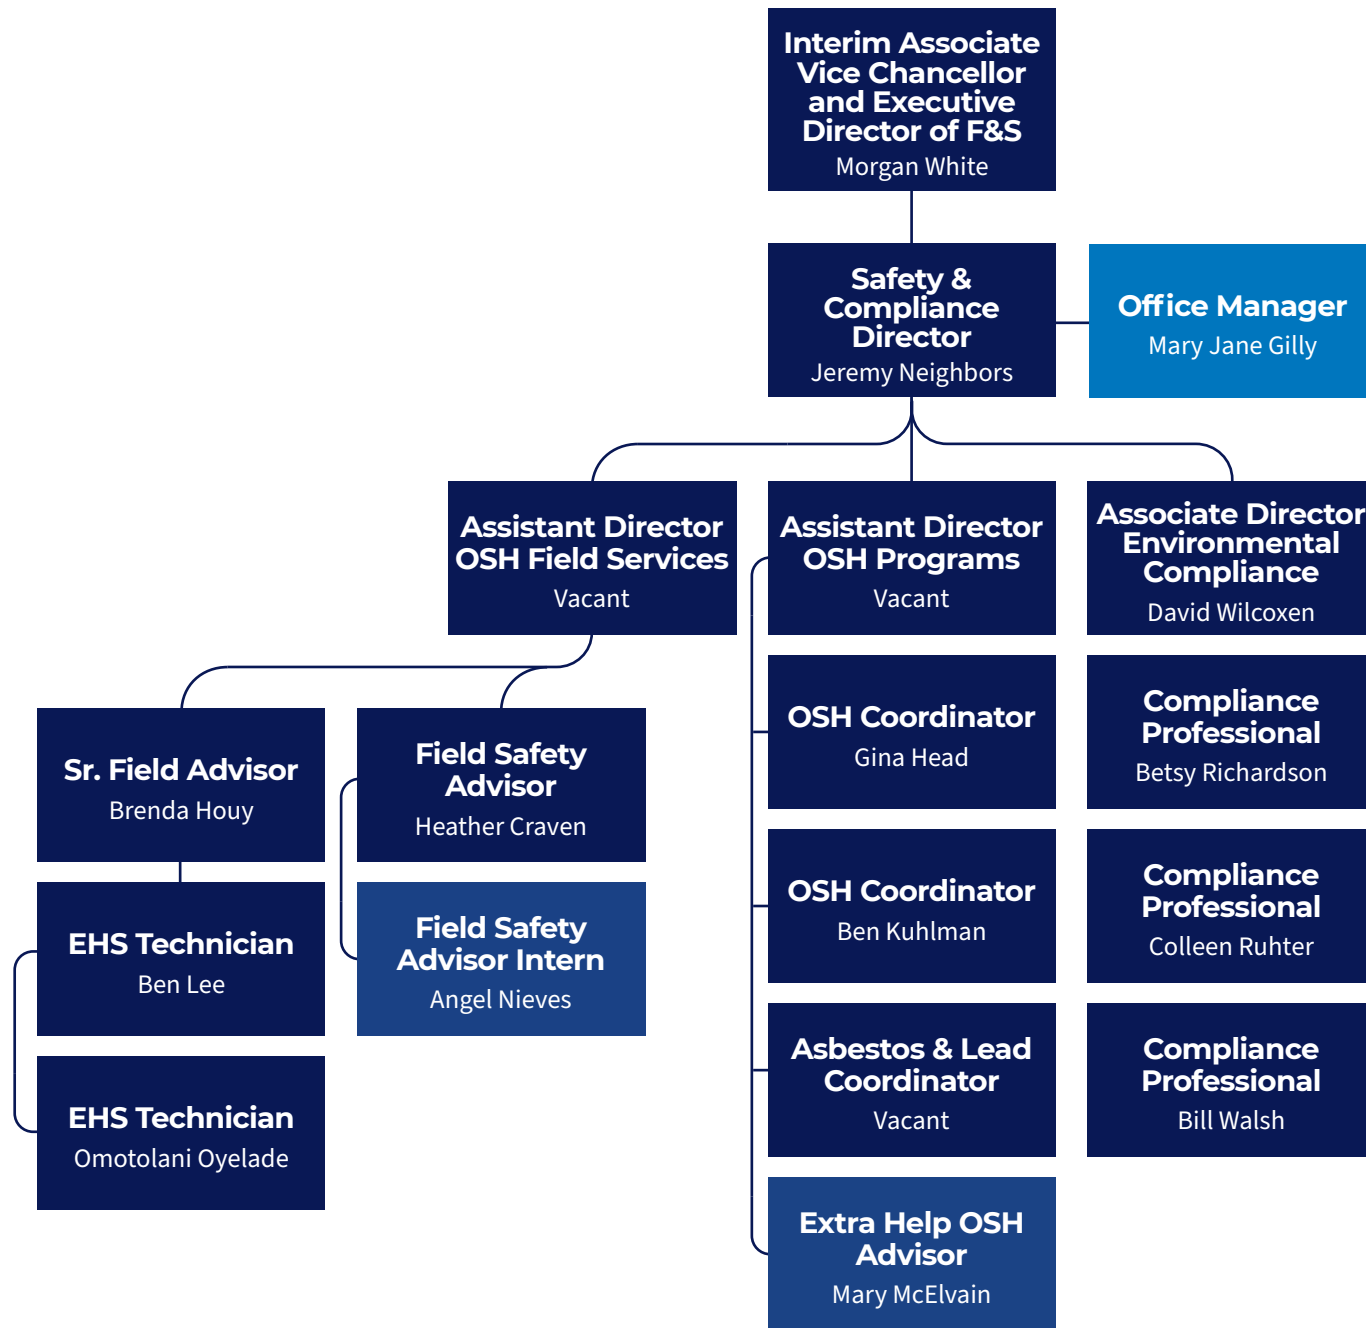 Interim Associate
Vice Chancellor
and Executive
Director of F&S
Morgan White
Safety &
Compliance
Director
Jeremy Neighbors
Office Manager
Mary Jane Gilly
Assistant Director
OSH Field Services
Vacant
Assistant Director
OSH Programs
Vacant
Associate Director
Environmental
Compliance
David Wilcoxen
Sr. Field Advisor
Brenda Houy
Field Safety
Advisor
Heather Craven
OSH Coordinator
Gina Head
Compliance
Professional
Betsy Richardson
EHS Technician
Ben Lee
Field Safety
Advisor Intern
Angel Nieves
OSH Coordinator
Ben Kuhlman
Compliance
Professional
Colleen Ruhter
EHS Technician
Omotolani Oyelade
Asbestos & Lead
Coordinator
Vacant
Compliance
Professional
Bill Walsh
Extra Help OSH
Advisor
Mary McElvain